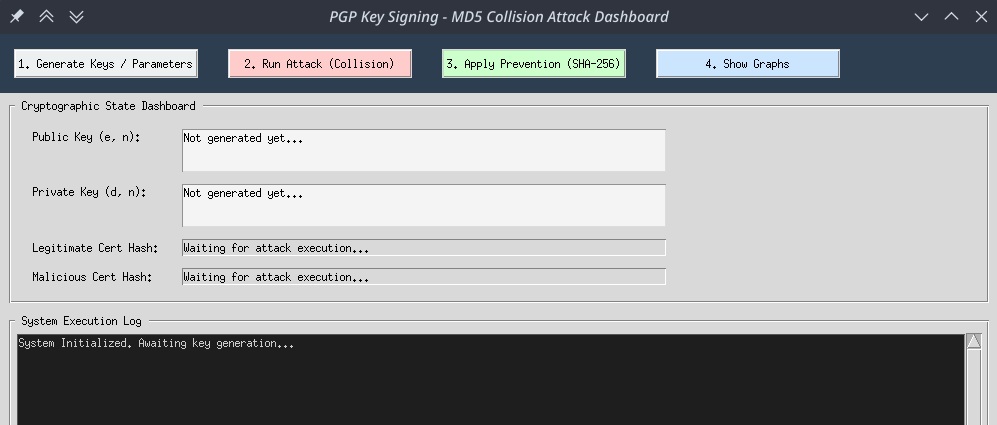 PGP Key Signing - MD5 Collision Attack Dashboard
1. Generate Keys / Parameters
2. Run Attack (Collision)
3. Apply Prevention (SHA-256)
4. Show Graphs
Cryptographic State Dashboard
Public Key (e, n):
Not generated yet...
Private Key (d, n):
Not generated yet...
Legitimate Cert Hash:
Waiting for attack execution...
Malicious Cert Hash:
Waiting for attack execution...
System Execution Log
System Initialized. Awaiting key generation...